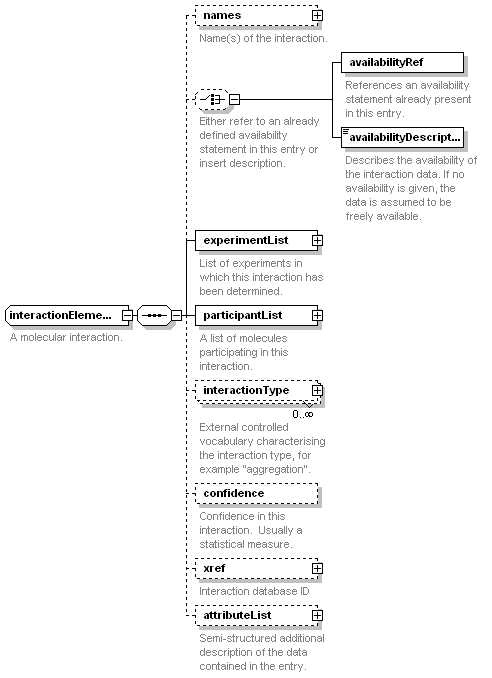 names
Name(s) of the interaction.
availabilityRef
References an availability
statement already present
in this entry.
Either refer to an already
defined availability
statement in this entry or
insert description.
availabilityDescript...
Describes the availability of
the interaction data. If no
availability is given, the
data is assumed to be
freely available.
experimentList
List of experiments in
which this interaction has
been determined.
interactionEleme...
A molecular interaction.
participantList
A list of molecules
participating in this
interaction.
interactionType
0..∞
External controlled
vocabulary characterising
the interaction type, for
example "aggregation".
confidence
Confidence in this
interaction.  Usually a
statistical measure.
xref
Interaction database ID
attributeList
Semi-structured additional
description of the data
contained in the entry.